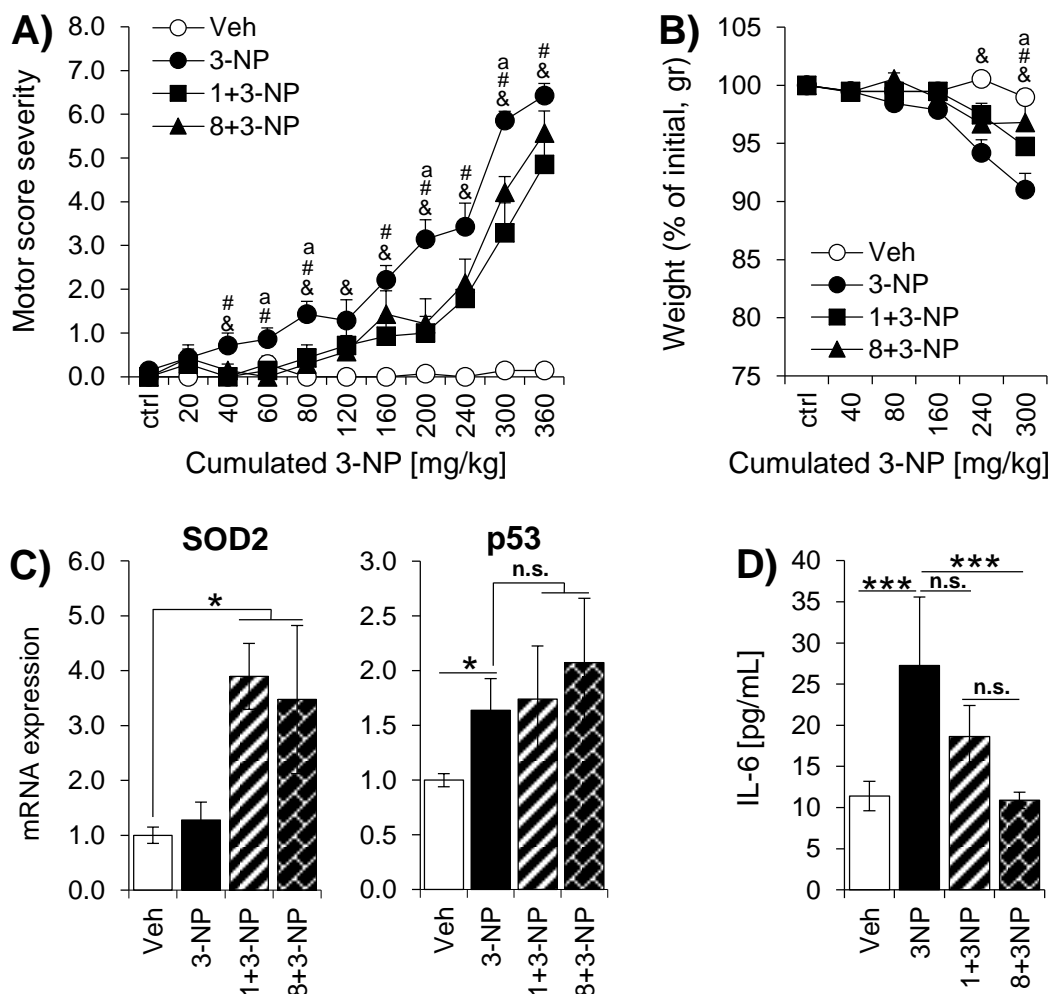 A)
8.0
7.0
6.0
5.0
4.0
3.0
2.0
1.0
0.0
Motor score severity
Veh
3-NP
1+3-NP
8+3-NP
#
&
a
#
a
#
&
&
#
&
a
#
&
#
&
a
#
&
#
&
ctrl
20
40
60
80
120
160
200
240
300
360
Cumulated 3-NP [mg/kg]
B)
105
100
95
90
85
80
75
Weight (% of initial, gr)
&
a
#
&
Veh
3-NP
1+3-NP
8+3-NP
ctrl
40
80
160
240
300
Cumulated 3-NP [mg/kg]
C)
SOD2
6.0
5.0
4.0
3.0
2.0
1.0
0.0
mRNA expression
*
Veh
3-NP
1+3-NP
8+3-NP
p53
3.0
2.5
2.0
1.5
1.0
0.5
0.0
n.s.
*
Veh
3-NP
1+3-NP
8+3-NP
D)
40
35
30
25
20
15
10
5
0
IL-6 [pg/mL]
***
***
n.s.
n.s.
Veh
3NP
1+3NP
8+3NP